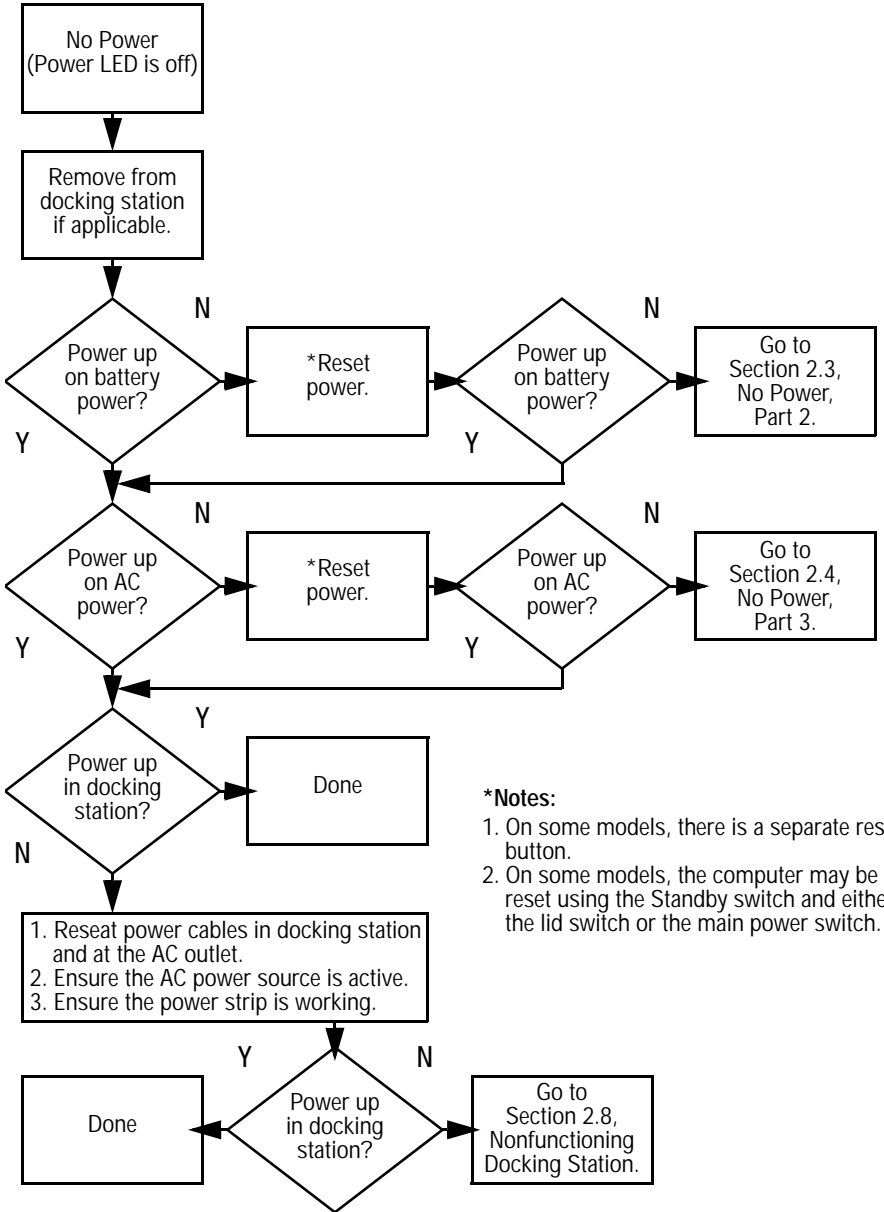 No Power
(Power LED is off)
Remove from
docking station
if applicable.
N
N
Power up
on battery
power?
*Reset
power.
Power up
on battery
power?
Go to
Section 2.3,
No Power,
Part 2.
Y
Y
N
N
Power up
on AC
power?
*Reset
power.
Power up
on AC
power?
Go to
Section 2.4,
No Power,
Part 3.
Y
Y
Y
Power up
in docking
station?
Done
N
*Notes:
1. On some models, there is a separate res
button.
2. On some models, the computer may be
reset using the Standby switch and eithe
the lid switch or the main power switch.
1. Reseat power cables in docking station
and at the AC outlet.
2. Ensure the AC power source is active.
3. Ensure the power strip is working.
Y
N
Done
Power up
in docking
station?
Go to
Section 2.8,
Nonfunctioning
Docking Station.